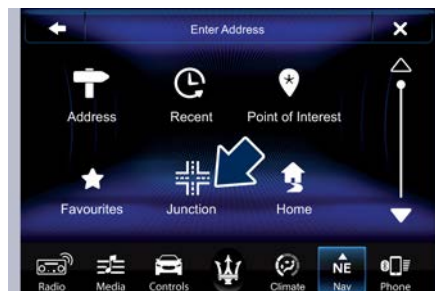 Enter Address
Address Recent Point of Interest
Favourites Junction Home
NE
Radio Media Controls Climate Nav Phone